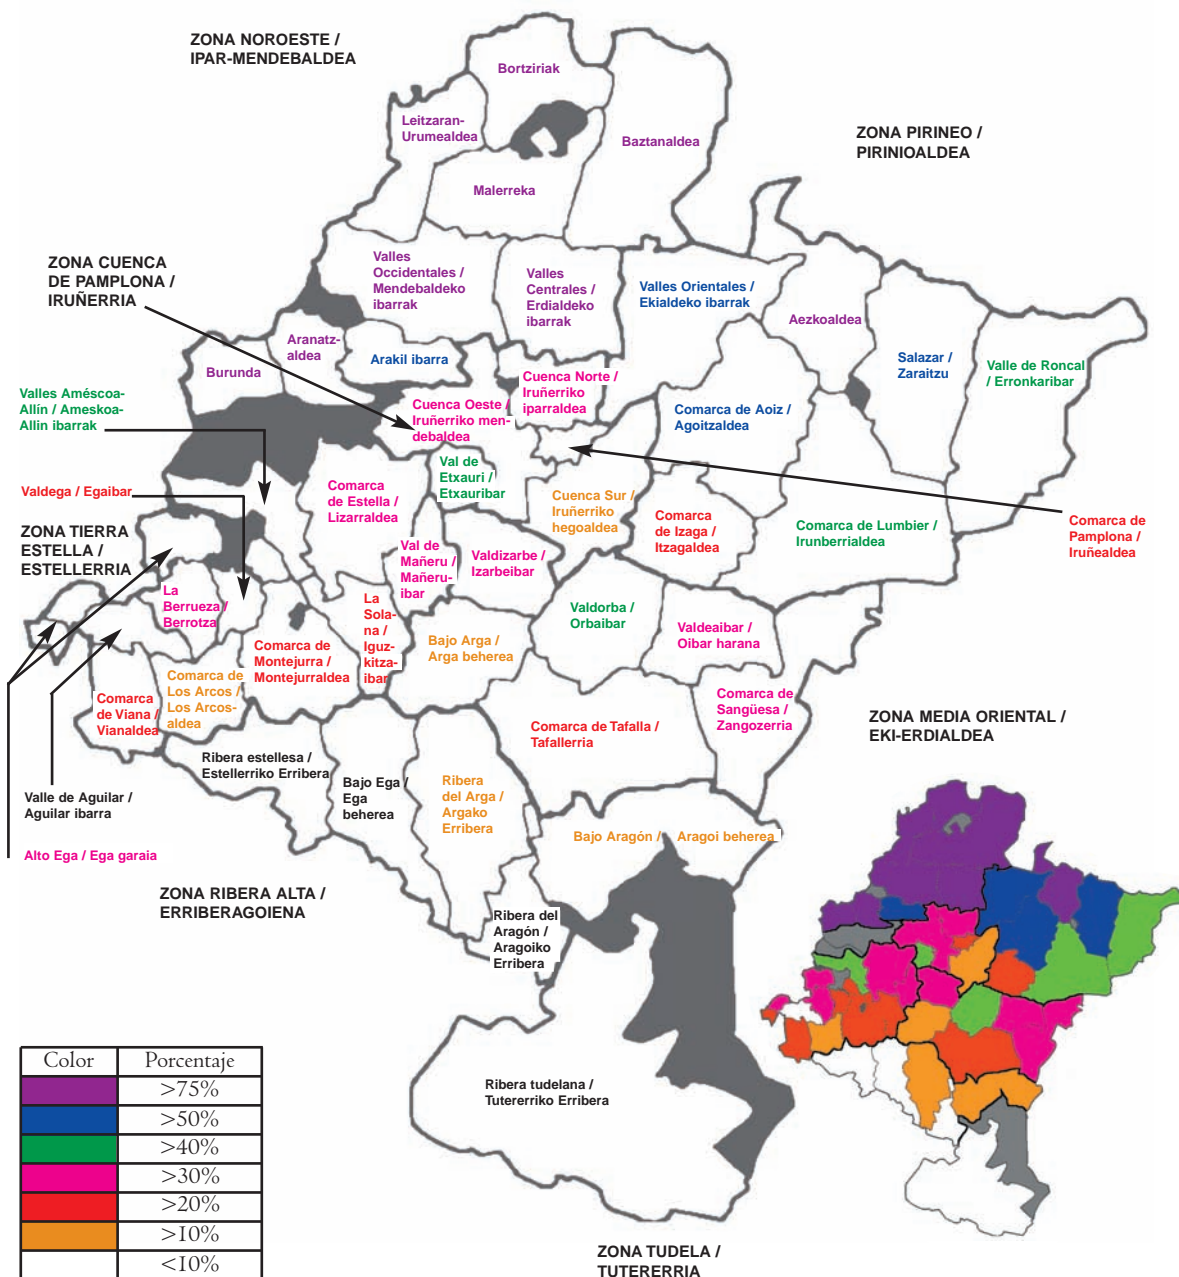 ZONA NOROESTE /
IPAR-MENDEBALDEA
Bortziriak
Leitzaran-
Urumealdea
Baztanaldea
ZONA PIRINEO /
PIRINIOALDEA
Malerreka
ZONA CUENCA
DE PAMPLONA /
IRUÑERRIA
Valles
Occidentales /
Mendebaldeko
ibarrak
Valles
Centrales /
Erdialdeko
ibarrak
Valles Orientales /
Ekialdeko ibarrak
Aezkoaldea
Aranatz-
aldea
Burunda
Arakil ibarra
Salazar /
Zaraitzu
Valle de Roncal
/ Erronkaribar
Valles Améscoa-
Allín / Ameskoa-
Allin ibarrak
Cuenca Norte /
Iruñerriko
iparraldea
Cuenca Oeste /
Iruñerriko men-
debaldea
Comarca de Aoiz /
Agoitzaldea
Val de
Etxauri /
Etxauribar
Valdega / Egaibar
Comarca
de Estella /
Lizarraldea
Cuenca Sur /
Iruñerriko
hegoaldea
Comarca
de Izaga /
Itzagaldea
Comarca de Lumbier /
Irunberrialdea
Comarca de
Pamplona /
Iruñealdea
ZONA TIERRA
ESTELLA /
ESTELLERRIA
Val de
Mañeru /
Mañeru-
ibar
Valdizarbe /
Izarbeibar
La
Berrueza /
Berrotza
La
Sola-
na /
Iguz-
kitza-
ibar
Valdorba /
Orbaibar
Valdeaibar /
Oibar harana
Comarca de
Montejurra /
Montejurraldea
Bajo Arga /
Arga beherea
Comarca de
Los Arcos /
Los Arcos-
aldea
Comarca
de Viana /
Vianaldea
Comarca de
Sangüesa /
Zangozerria
Comarca de Tafalla /
Tafallerria
ZONA MEDIA ORIENTAL /
EKI-ERDIALDEA
Ribera estellesa /
Estellerriko Erribera
Bajo Ega /
Ega
beherea
Ribera
del Arga /
Argako
Erribera
Valle de Aguilar /
Aguilar ibarra
Bajo Aragón / Aragoi beherea
Alto Ega / Ega garaia
ZONA RIBERA ALTA /
ERRIBERAGOIENA
Ribera del
Aragón /
Aragoiko
Erribera
Ribera tudelana /
Tutererriko Erribera
Color Porcentaje
>75%
>50%
>40%
>30%
>20%
>10%
<10%
ZONA TUDELA /
TUTERERRIA